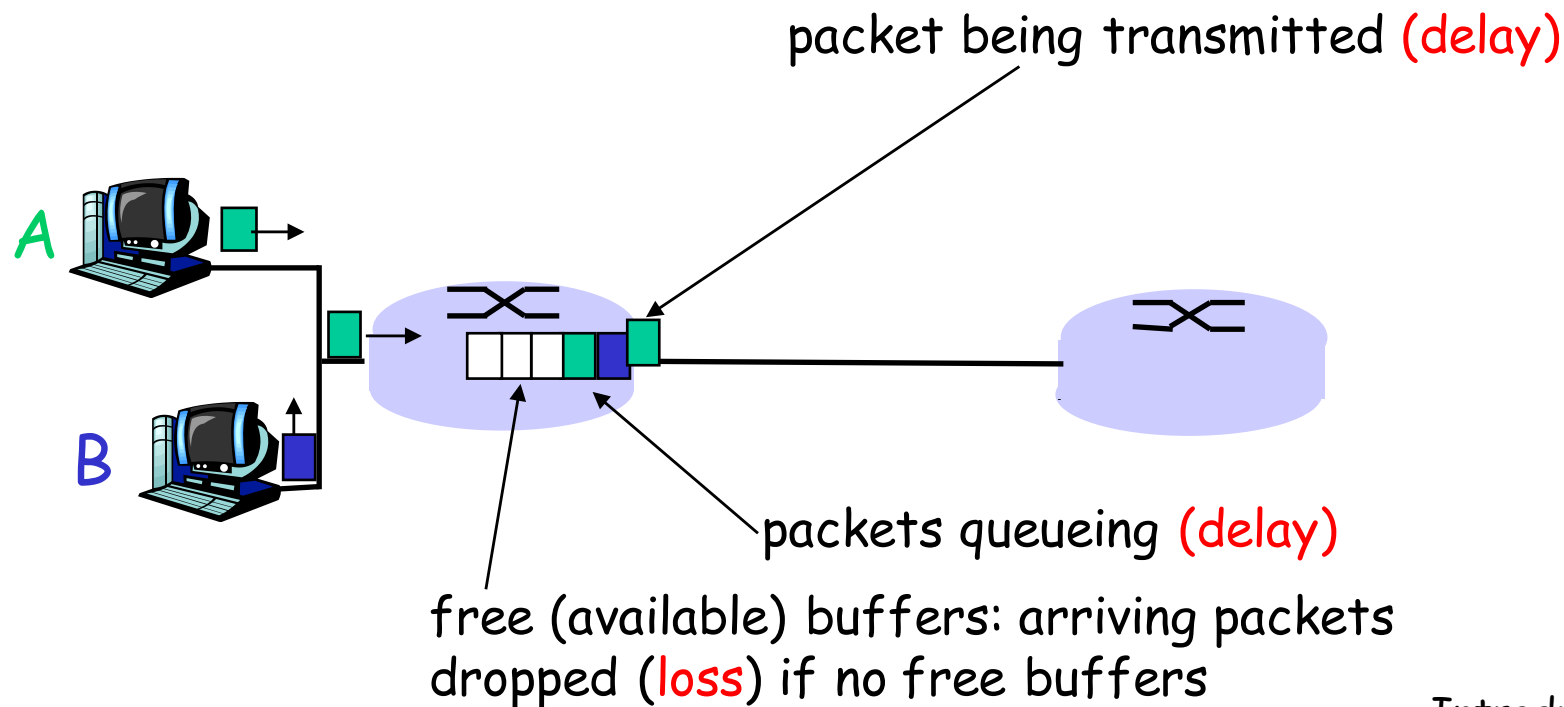 packet being transmitted (delay)
A
B
packets queueing (delay)
free (available) buffers: arriving packets
dropped (loss) if no free buffers